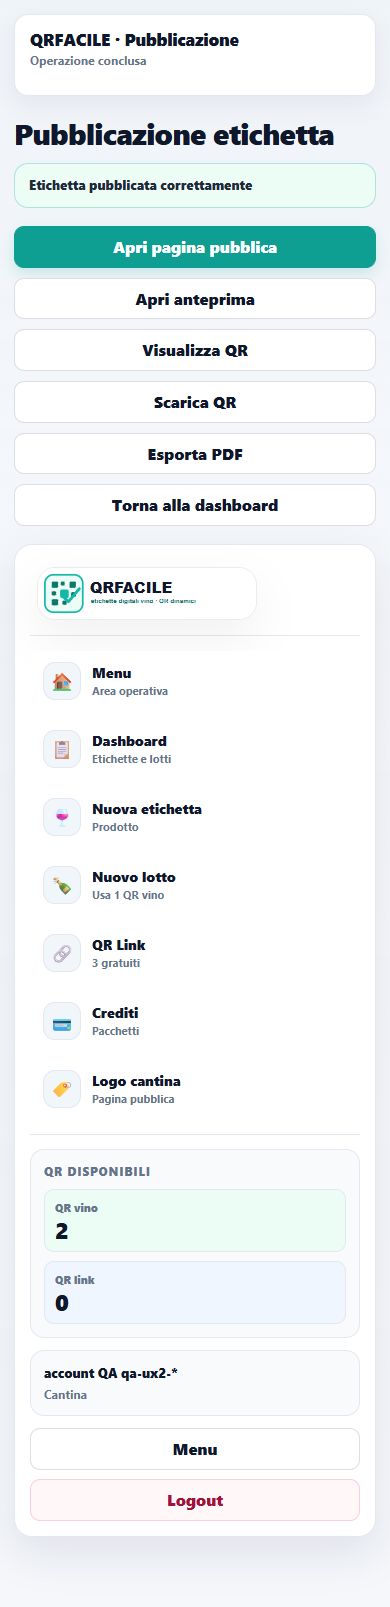 QRFACILE · Pubblicazione
Operazione conclusa
Pubblicazione etichetta
Etichetta pubblicata correttamente
Apri pagina pubblica
Apri anteprima
Visualizza QR
Scarica QR
Esporta PDF
Torna alla dashboard
QRFACILE
etichette digitali vino · QR dinamici
Menu
Area operativa
Dashboard
Etichette e lotti
Nuova etichetta
Prodotto
Nuovo lotto
Usa 1 QR vino
QR Link
3 gratuiti
Crediti
Pacchetti
Logo cantina
Pagina pubblica
QR DISPONIBILI
QR vino
2
QR link
0
account QA qa-ux2-*
Cantina
Menu
Logout